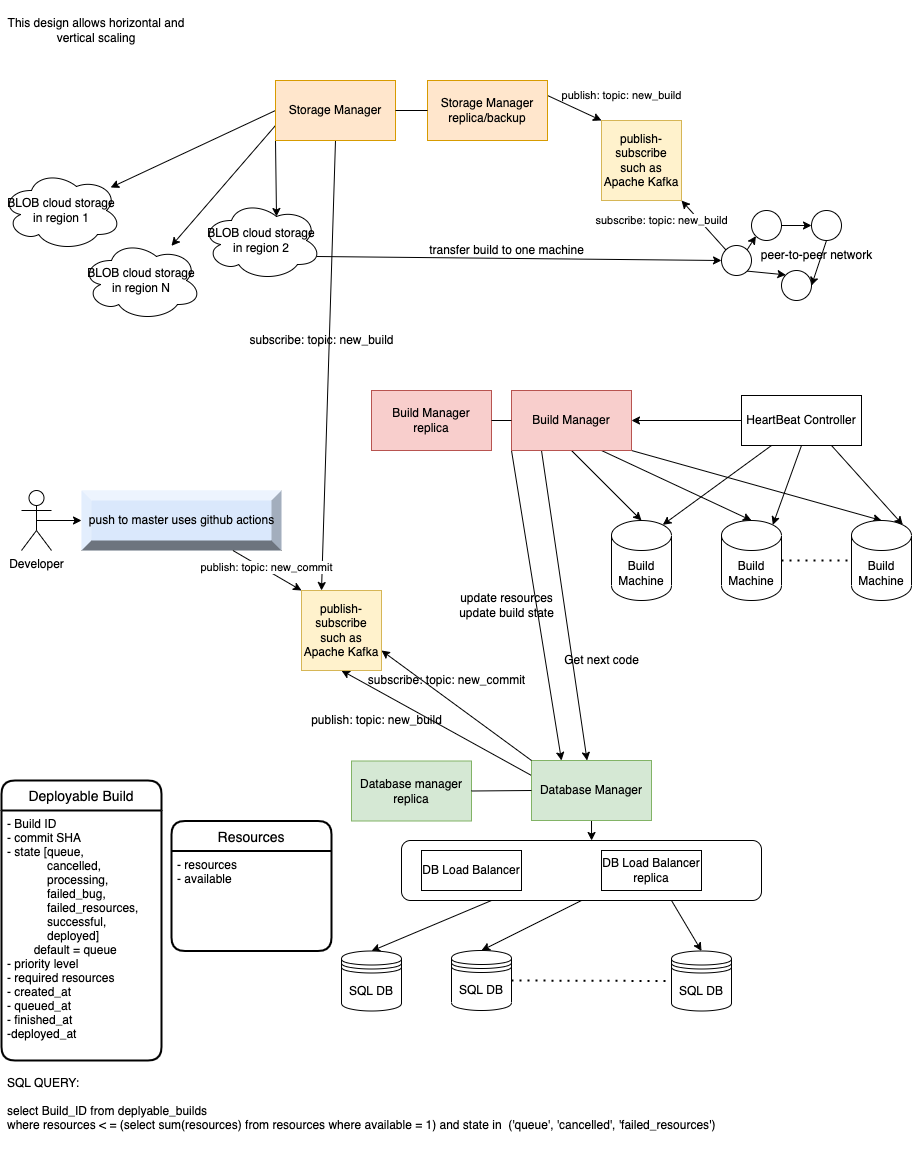 This design allows horizontal and
vertical scaling
Storage Manager
Storage Manager
replica/backup
publish: topic: new_build
publish-
subscribe
such as
Apache Kafka
BLOB cloud storage
in region 1
BLOB cloud storage
in region 2
BLOB cloud storage
in region N
subscribe: topic: new_build
transfer build to one machine
peer-to-peer network
subscribe: topic: new_build
Build Manager
replica
Build Manager
HeartBeat Controller
Developer
push to master uses github actions
publish: topic: new_commit
Build
Machine
Build
Machine
Build
Machine
publish-
subscribe
such as
Apache Kafka
update resources
update build state
Get next code
subscribe: topic: new_commit
publish: topic: new_build
Database manager
replica
Database Manager
DB Load Balancer
DB Load Balancer
replica
SQL DB
SQL DB
SQL DB
Deployable Build
- Build ID
- commit SHA
- state [queue,
cancelled,
processing,
failed_bug,
failed_resources,
successful,
deployed]
default = queue
- priority level
- required resources
- created_at
- queued_at
- finished_at
-deployed_at
Resources
- resources
- available
SQL QUERY:
select Build_ID from deplyable_builds
where resources < = (select sum(resources) from resources where available = 1) and state in ('queue', 'cancelled', 'failed_resources')